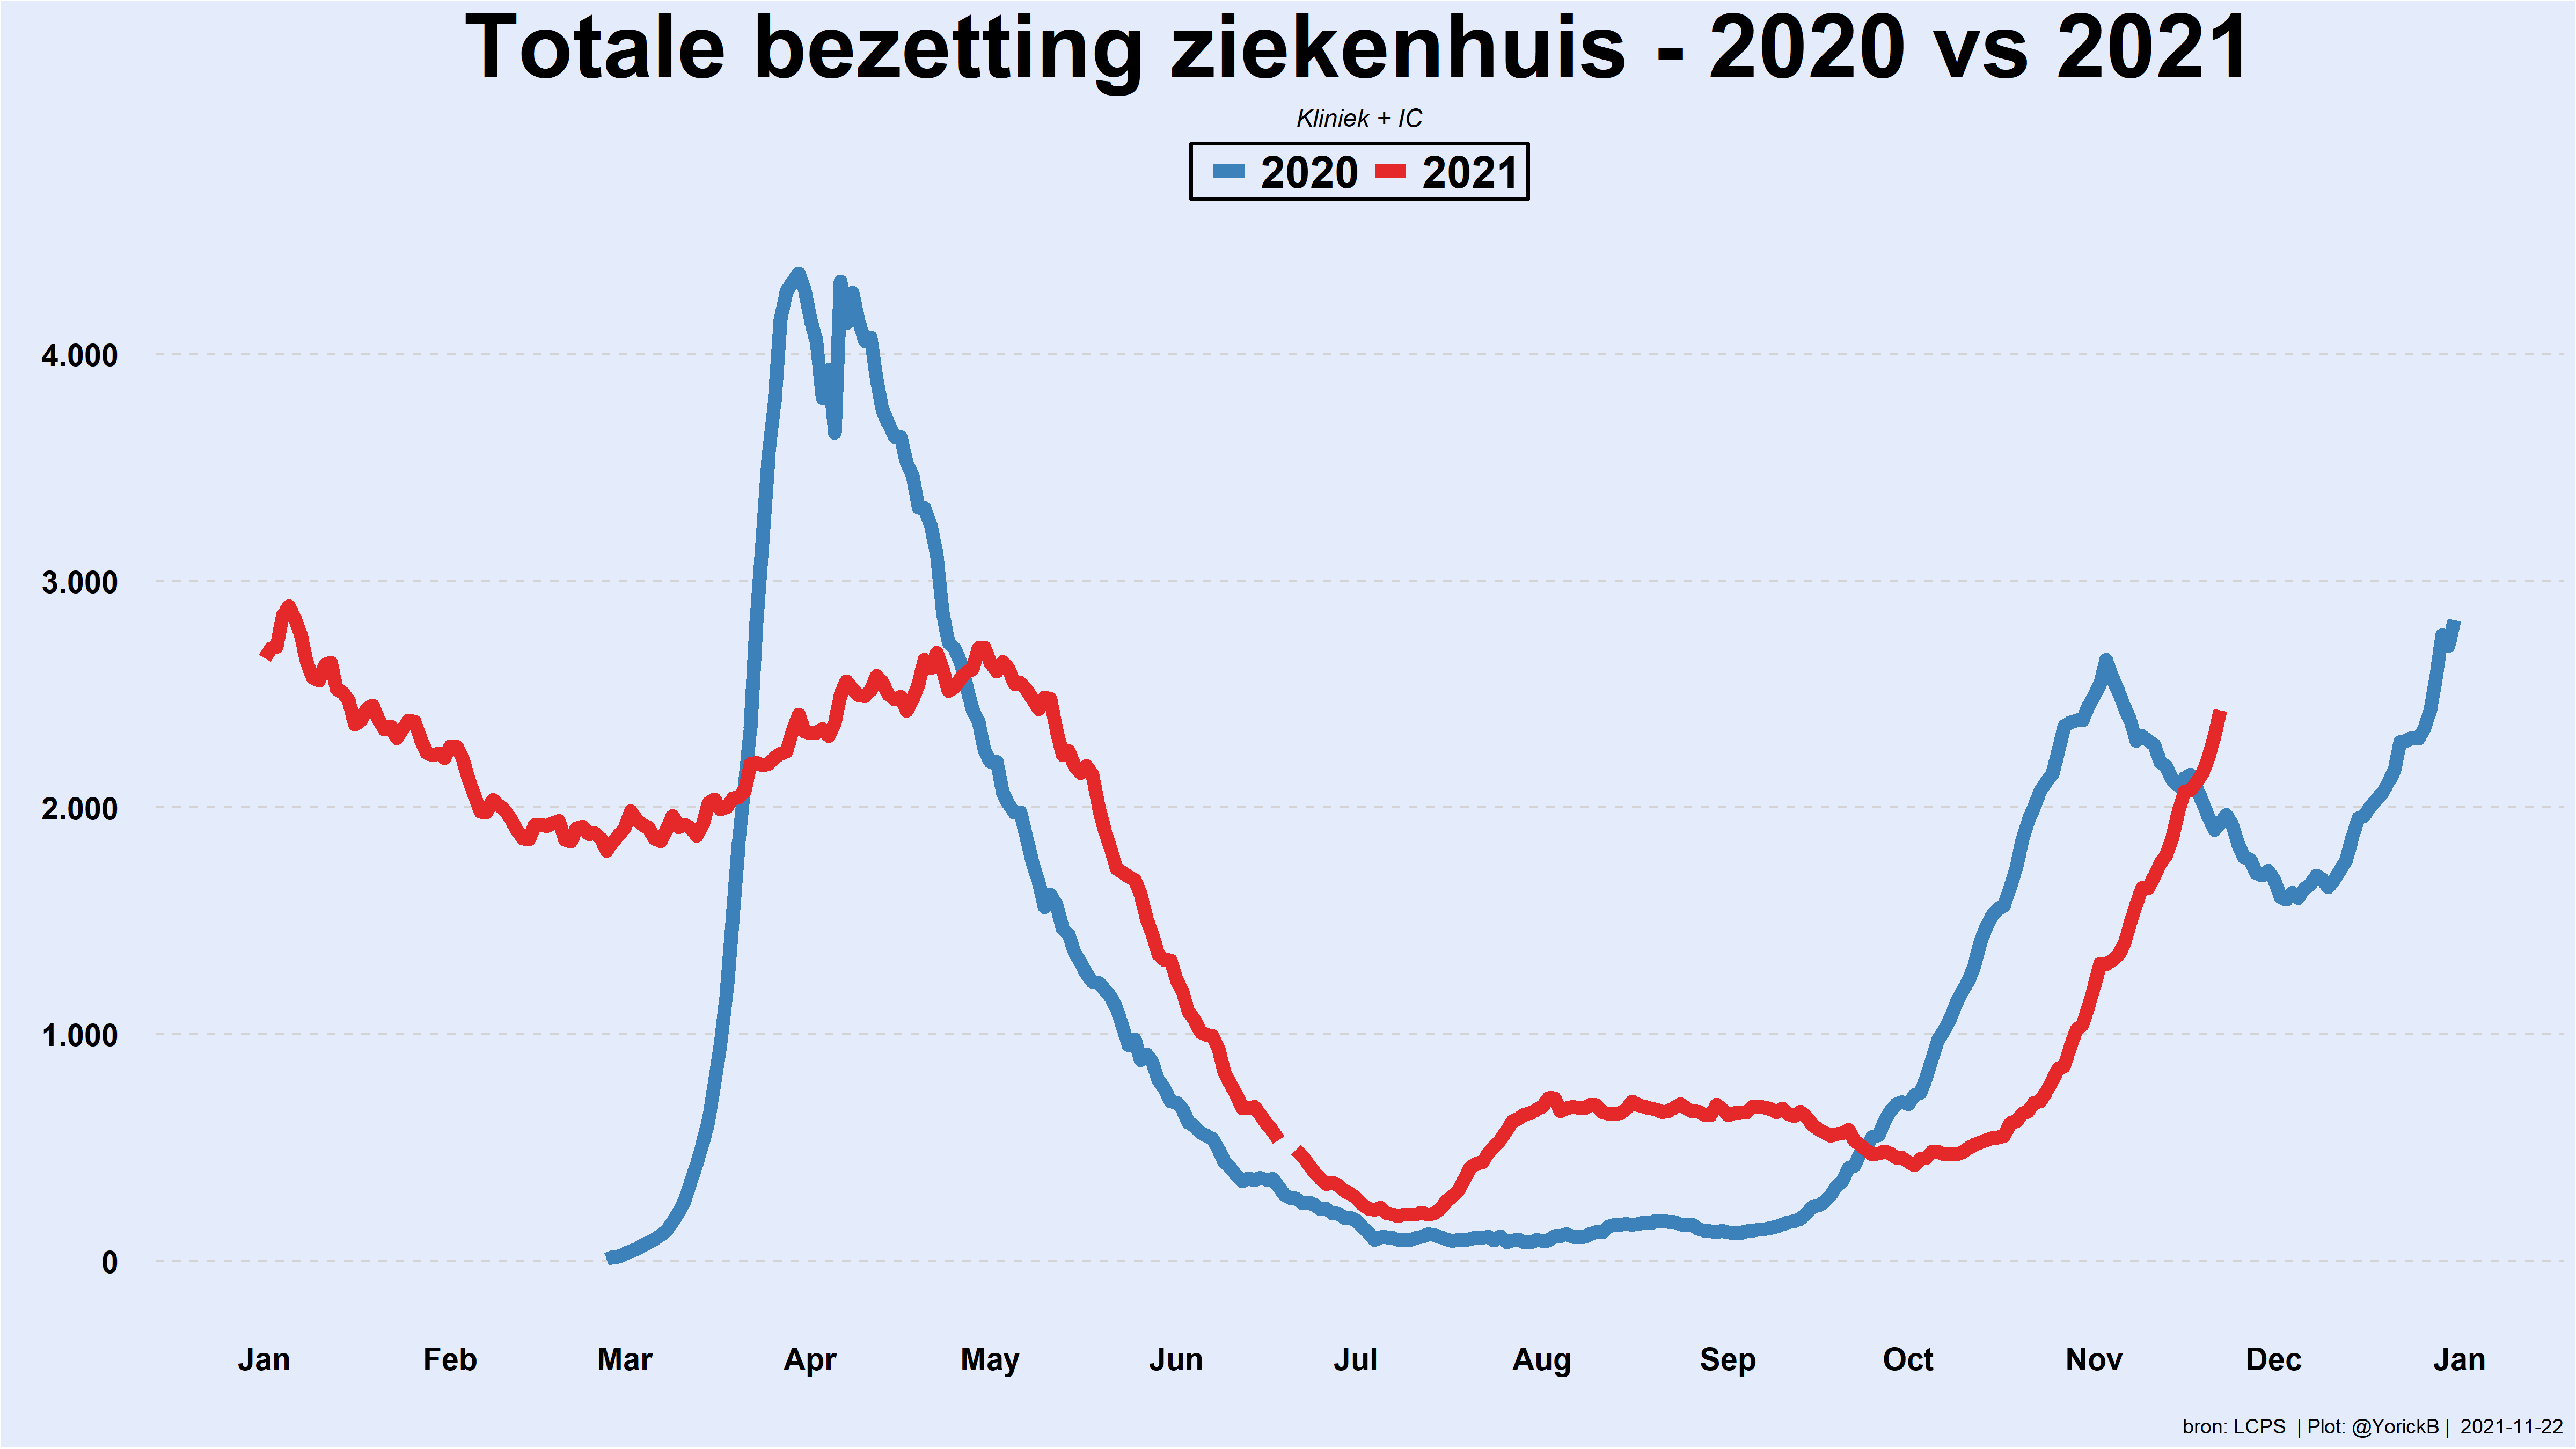 Totale bezetting ziekenhuis - 2020 vs 2021
Kliniek + IC
2020 2021
4.000
3.000
2.000
1.000
0
Jan Feb Mar Apr May Jun Jul Aug Sep Oct Nov Dec Jan
bron: LCPS | Plot: @YorickB | 2021-11-22